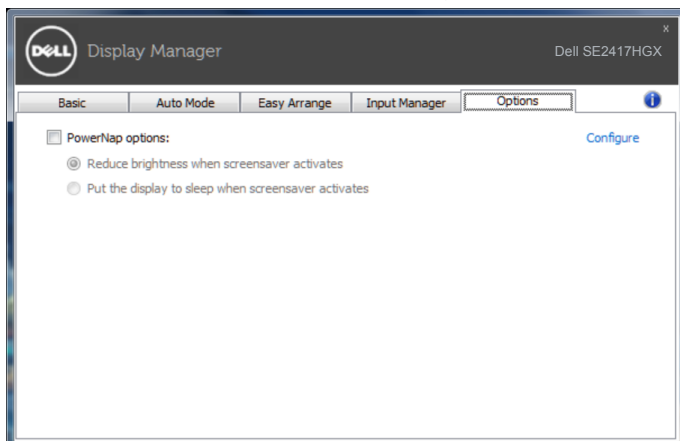 DELL Display Manager
x
Dell SE2417HGX
Basic Auto Mode Easy Arrange Input Manager Options i
PowerNap options: Configure
Reduce brightness when screensaver activates
Put the display to sleep when screensaver activates